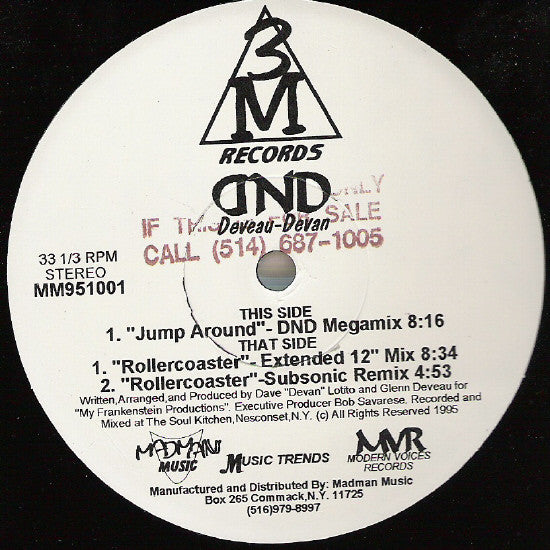 3
M
RECORDS
DND
Deveau-Devan
ONLY
IF THIS FOR SALE
CALL (514) 687-1005
33 1/3 RPM
STEREO
MM951001
THIS SIDE
1. "Jump Around"- DND Megamix 8:16
THAT SIDE
1. "Rollercoaster"- Extended 12" Mix 8:34
2. "Rollercoaster"-Subsonic Remix 4:53
Written,Arranged,and Produced by Dave "Devan" Lotito and Glenn Deveau for
"My Frankenstein Productions". Executive Producer Bob Savarese. Recorded and
Mixed at The Soul Kitchen,Nesconset,N.Y. (c) All Rights Reserved 1995
MADMAN
MUSIC
MUSIC TRENDS
MVR
MODERN VOICES
RECORDS
Manufactured and Distributed By: Madman Music
Box 265 Commack,N.Y. 11725
(516)979-8997